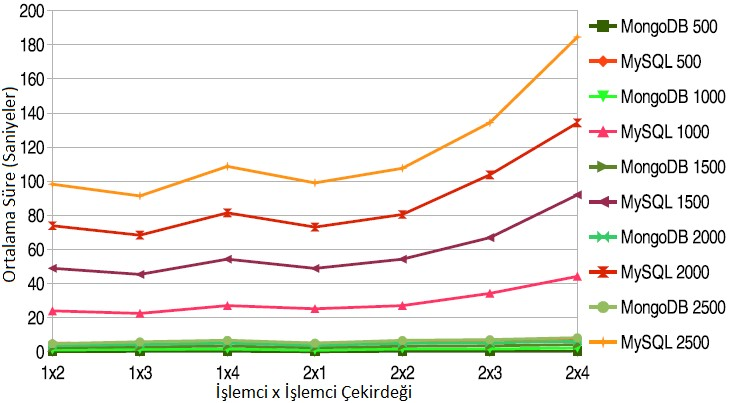 200
180
160
140
120
100
80
60
40
20
0
Ortalama Süre (Saniyeler)
1x2 1x3 1x4 2x1 2x2 2x3 2x4
İşlemci x İşlemci Çekirdeği
MongoDB 500
MySQL 500
MongoDB 1000
MySQL 1000
MongoDB 1500
MySQL 1500
MongoDB 2000
MySQL 2000
MongoDB 2500
MySQL 2500